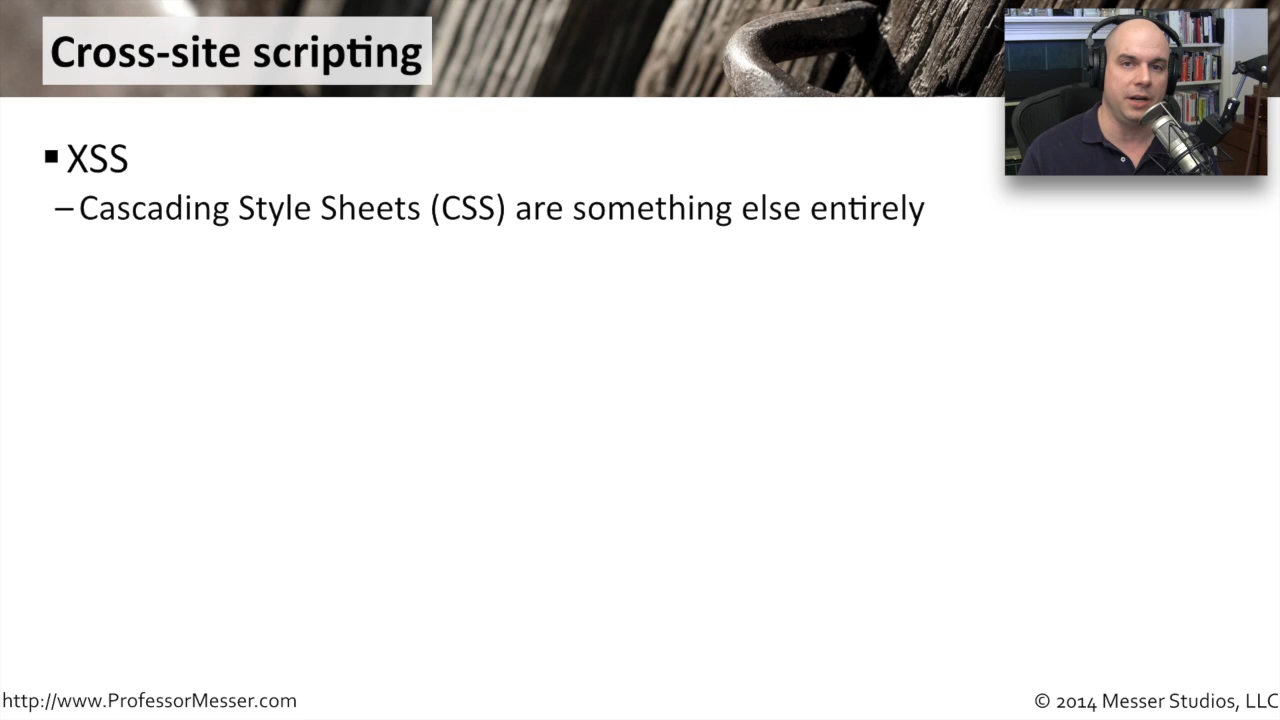 Cross-site scripting
▪ XSS
– Cascading Style Sheets (CSS) are something else entirely
http://www.ProfessorMesser.com
© 2014 Messer Studios, LLC